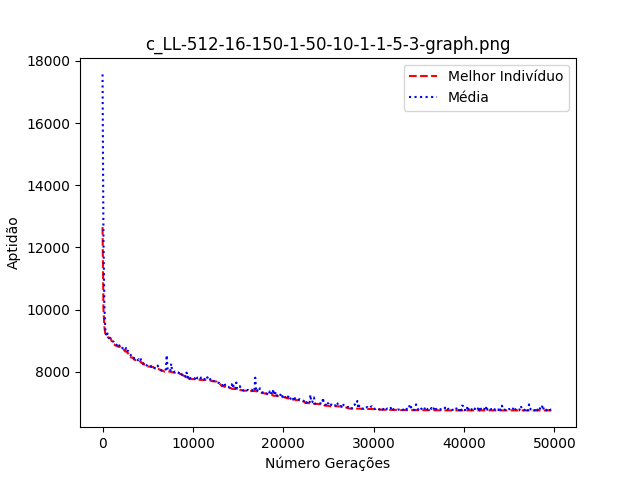 c_LL-512-16-150-1-50-10-1-1-5-3-graph.png
Melhor Indivíduo
Média
18000
16000
14000
12000
10000
8000
Aptidão
0 10000 20000 30000 40000 50000
Número Gerações